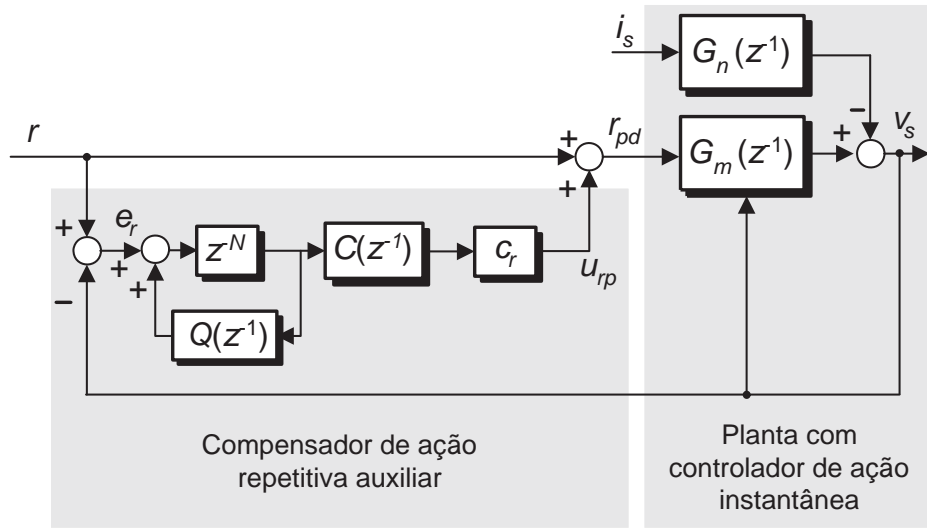 i_s
G_n(z^-1)
r
+
+
r_pd
G_m(z^-1)
−
+
v_s
+
−
e_r
+
+
z^-N
C(z^-1)
c_r
u_rp
Q(z^-1)
Compensador de ação
repetitiva auxiliar
Planta com
controlador de ação
instantânea